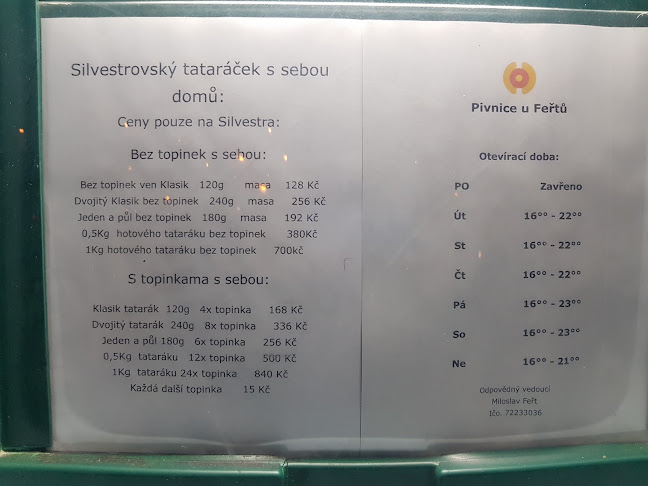 Silvestrovský tataráček s sebou
domů:
Ceny pouze na Silvestra:
Bez topinek s sebou:
Bez topinek ven Klasik 120g masa 128 Kč
Dvojitý Klasik bez topinek 240g masa 256 Kč
Jeden a půl bez topinek 180g masa 192 Kč
0,5Kg hotového tataráku bez topinek 380Kč
1Kg hotového tataráku bez topinek 700kč
S topinkama s sebou:
Klasik tatarák 120g 4x topinka 168 Kč
Dvojitý tatarák 240g 8x topinka 336 Kč
Jeden a půl 180g 6x topinka 256 Kč
0,5Kg tataráku 12x topinka 500 Kč
1Kg tataráku 24x topinka 840 Kč
Každá další topinka 15 Kč
Pivnice u Feřtů
Otevírací doba:
PO Zavřeno
Út 16°° - 22°°
St 16°° - 22°°
Čt 16°° - 22°°
Pá 16°° - 23°°
So 16°° - 23°°
Ne 16°° - 21°°
Odpovědný vedoucí
Miloslav Feřt
Ičo. 72233036